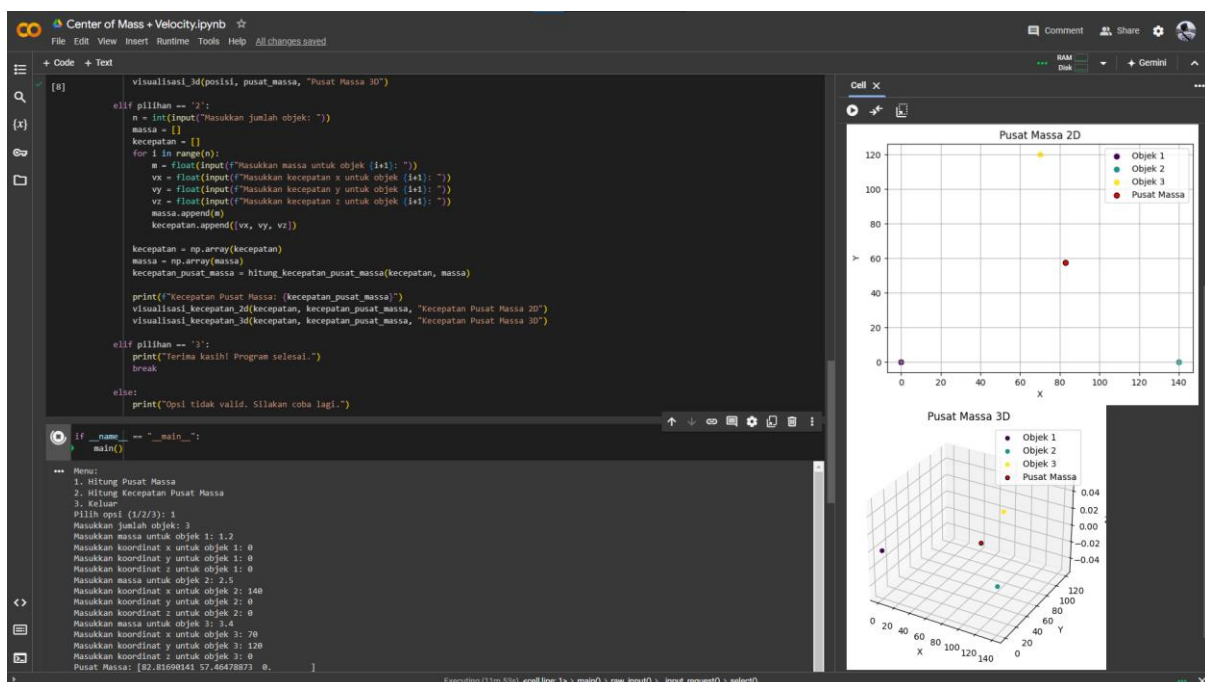 CO
Center of Mass + Velocity.ipynb
File Edit View Insert Runtime Tools Help All changes saved
Comment Share
+ Code + Text
RAM
Disk
Gemini
[8]
visualisasi_3d(posisi, pusat_massa, "Pusat Massa 3D")
elif pilihan == '2':
n = int(input("Masukkan jumlah objek: "))
massa = []
kecepatan = []
for i in range(n):
m = float(input(f"Masukkan massa untuk objek {i+1}: "))
vx = float(input(f"Masukkan kecepatan x untuk objek {i+1}: "))
vy = float(input(f"Masukkan kecepatan y untuk objek {i+1}: "))
vz = float(input(f"Masukkan kecepatan z untuk objek {i+1}: "))
massa.append(m)
kecepatan.append([vx, vy, vz])
kecepatan = np.array(kecepatan)
massa = np.array(massa)
kecepatan_pusat_massa = hitung_kecepatan_pusat_massa(kecepatan, massa)
print(f"Kecepatan Pusat Massa: {kecepatan_pusat_massa}")
visualisasi_kecepatan_2d(kecepatan, kecepatan_pusat_massa, "Kecepatan Pusat Massa 2D")
visualisasi_kecepatan_3d(kecepatan, kecepatan_pusat_massa, "Kecepatan Pusat Massa 3D")
elif pilihan == '3':
print("Terima kasih! Program selesai.")
break
else:
print("Opsi tidak valid. Silakan coba lagi.")
if __name__ == "__main__":
main()
Menu:
1. Hitung Pusat Massa
2. Hitung Kecepatan Pusat Massa
3. Keluar
Pilih opsi (1/2/3): 1
Masukkan jumlah objek: 3
Masukkan massa untuk objek 1: 1.2
Masukkan koordinat x untuk objek 1: 0
Masukkan koordinat y untuk objek 1: 0
Masukkan koordinat z untuk objek 1: 0
Masukkan massa untuk objek 2: 2.5
Masukkan koordinat x untuk objek 2: 140
Masukkan koordinat y untuk objek 2: 0
Masukkan koordinat z untuk objek 2: 0
Masukkan massa untuk objek 3: 3.4
Masukkan koordinat x untuk objek 3: 70
Masukkan koordinat y untuk objek 3: 120
Masukkan koordinat z untuk objek 3: 0
Pusat Massa: [82.81690141 57.46478873 0. ]
Executing (11m 53s) <cell line: 1> > main() > raw_input() > _input_request() > select()
Cell X
Pusat Massa 2D
Objek 1
Objek 2
Objek 3
Pusat Massa
120
100
80
60
40
20
0
Y
0 20 40 60 80 100 120 140
X
Pusat Massa 3D
Objek 1
Objek 2
Objek 3
Pusat Massa
0.04
0.02
0.00
−0.02
−0.04
0 20 40 60 80 100 120 140
X
0 20 40 60 80 100 120
Y